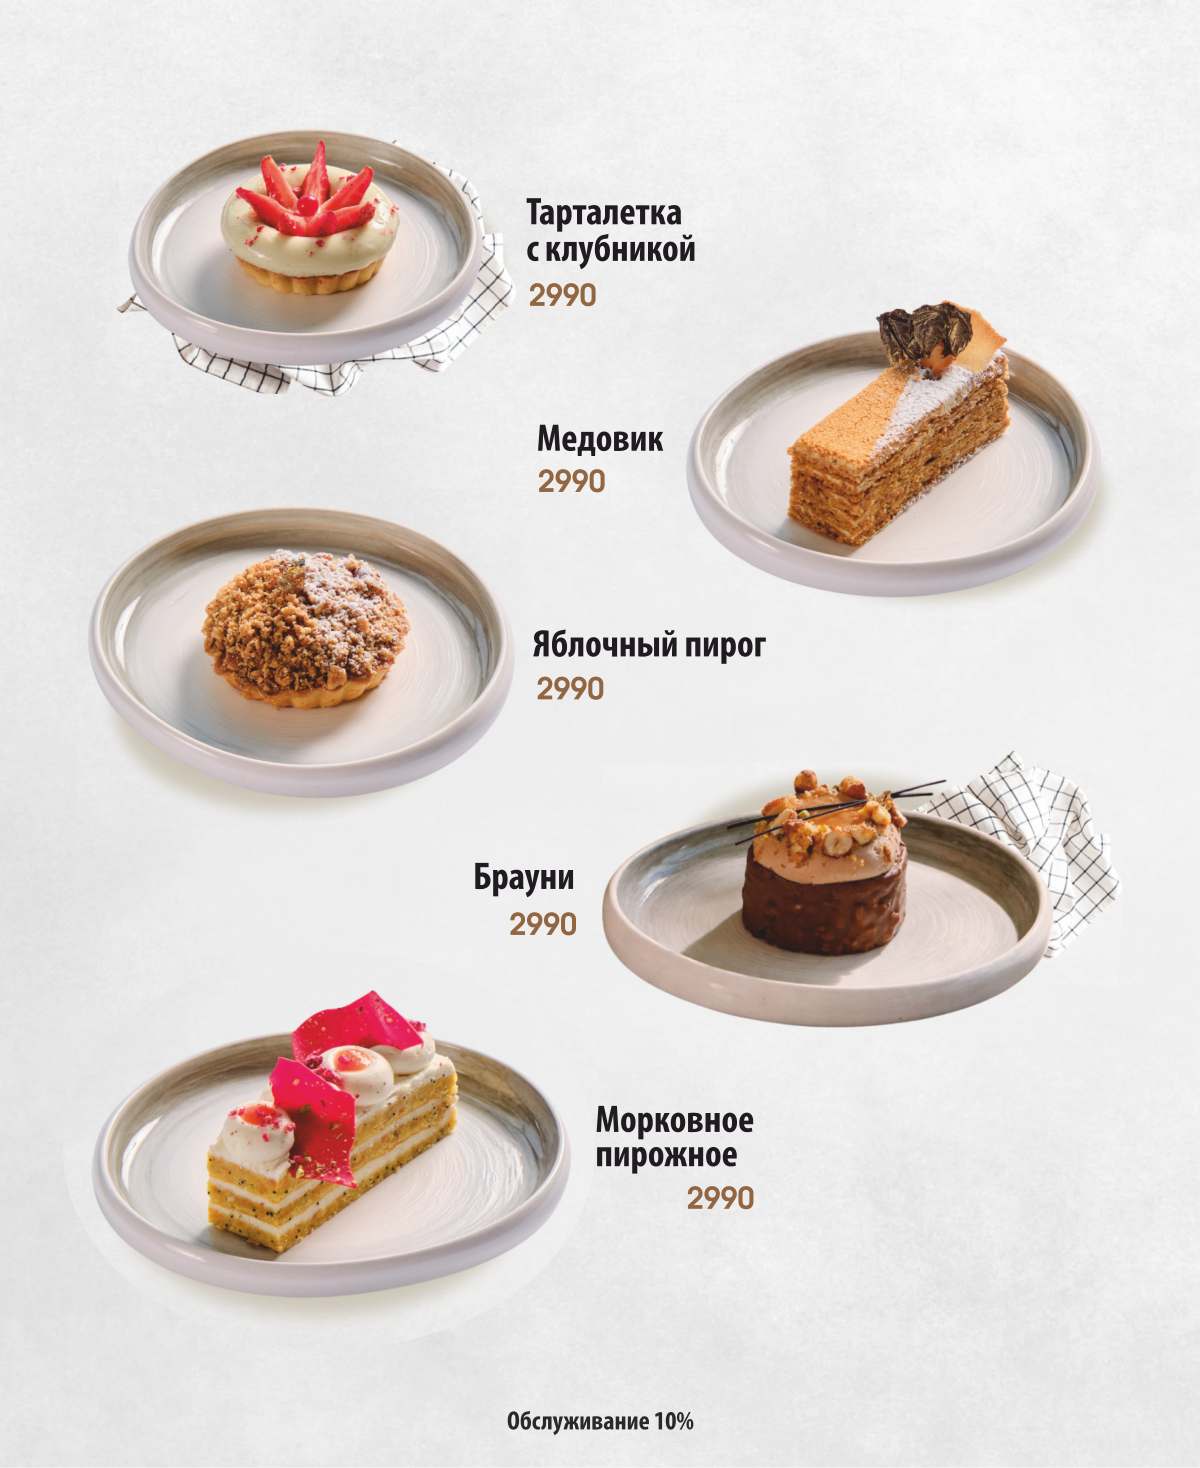 Тарталетка
с клубникой
2990
Медовик
2990
Яблочный пирог
2990
Брауни
2990
Морковное
пирожное
2990
Обслуживание 10%